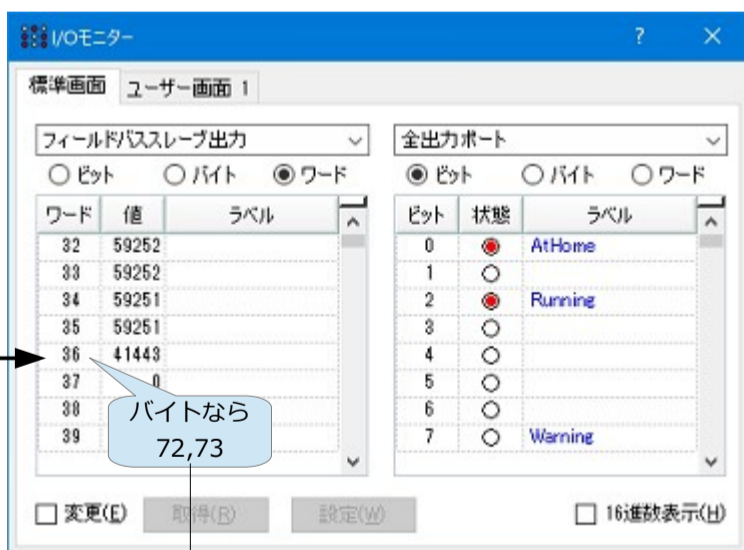 I/Oモニター ? ×
標準画面 ユーザー画面 1
フィールドバススレーブ出力
ビット バイト ワード
ワード 値 ラベル
32 59252
33 59252
34 59251
35 59251
36 41443
37 0
38
39
バイトなら
72,73
全出力ポート
ビット バイト ワード
ビット 状態 ラベル
0 AtHome
1
2 Running
3
4
5
6
7 Warning
変更(E) 取得(R) 設定(W) 16進数表示(H)